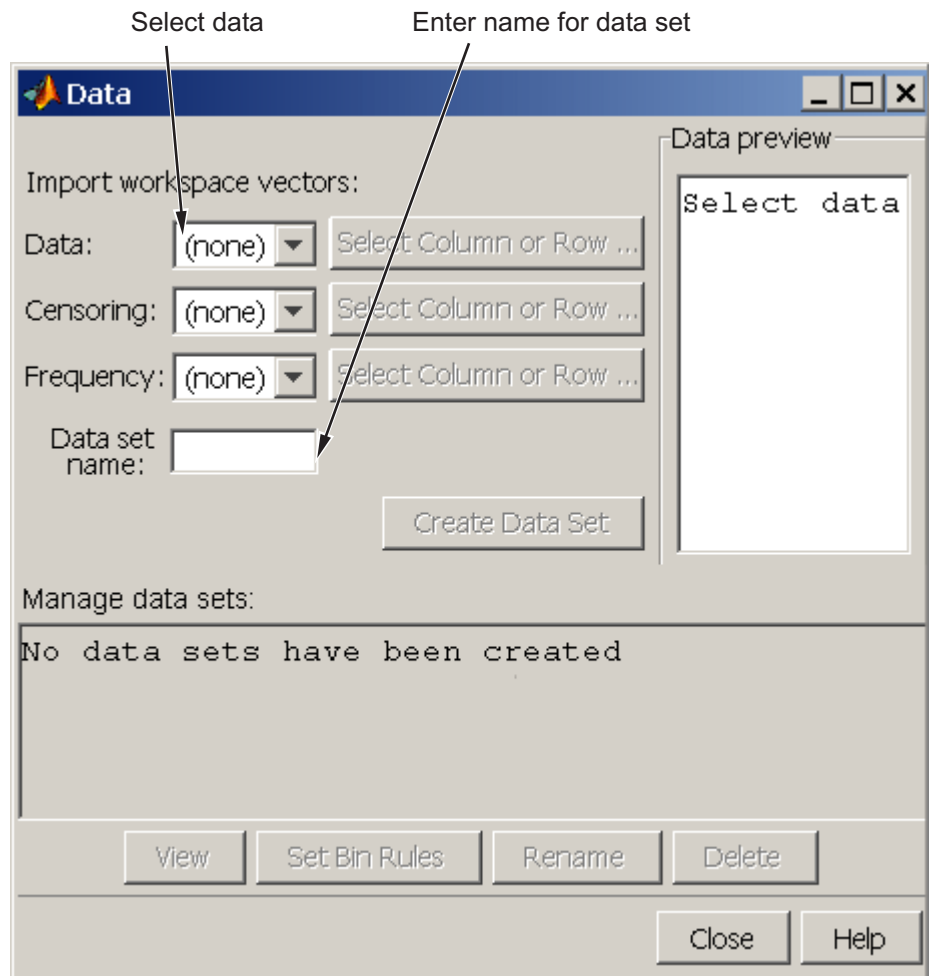 Select data
Enter name for data set
Data
Data preview
Import workspace vectors:
Select data
Data:
(none)
Select Column or Row ...
Censoring:
(none)
Select Column or Row ...
Frequency:
(none)
Select Column or Row ...
Data set
name:
Create Data Set
Manage data sets:
No data sets have been created
View
Set Bin Rules
Rename
Delete
Close
Help